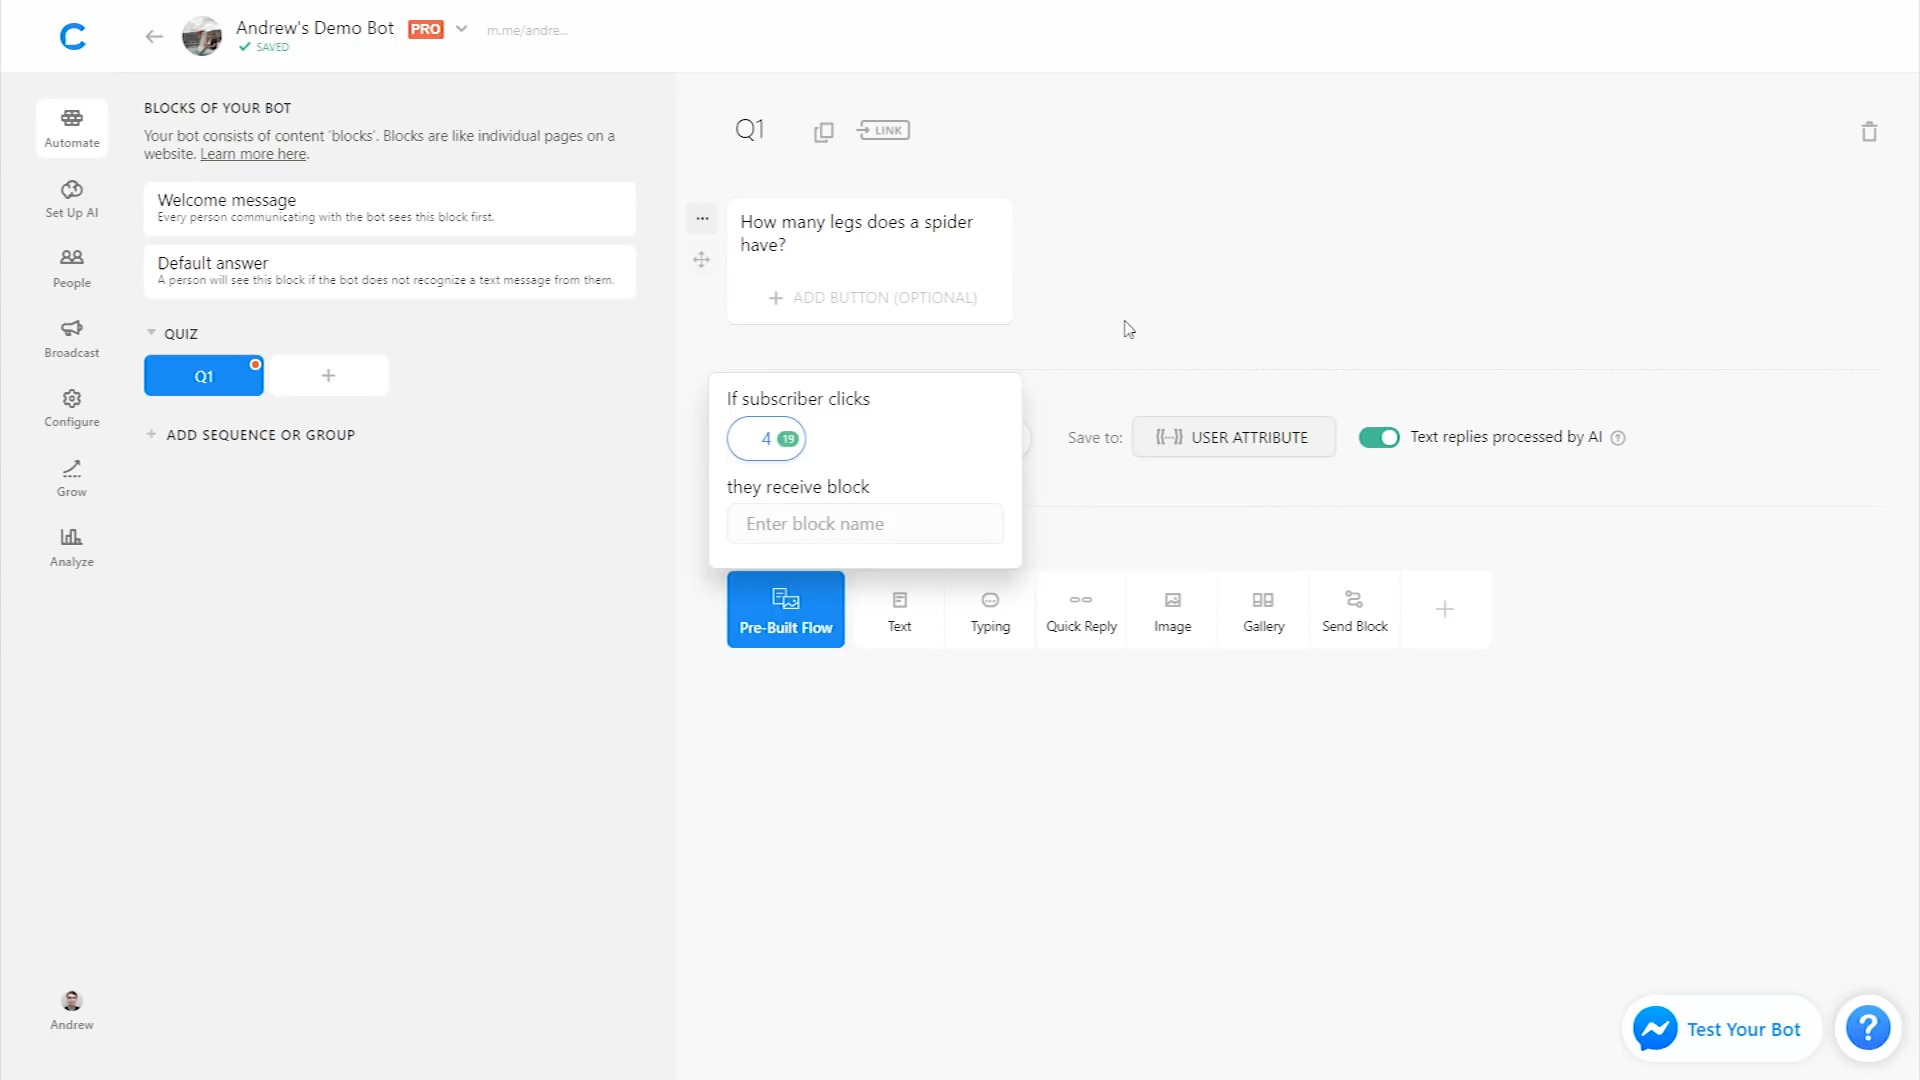 Andrew's Demo Bot PRO m.me/andre...
SAVED
Automate
Set Up AI
People
Broadcast
Configure
Grow
Analyze
Andrew
BLOCKS OF YOUR BOT
Your bot consists of content 'blocks'. Blocks are like individual pages on a
website. Learn more here.
Welcome message
Every person communicating with the bot sees this block first.
Default answer
A person will see this block if the bot does not recognize a text message from them.
QUIZ
Q1
+
+ ADD SEQUENCE OR GROUP
Q1 LINK
How many legs does a spider
have?
+ ADD BUTTON (OPTIONAL)
If subscriber clicks
4 19
they receive block
Enter block name
Save to: {{...}} USER ATTRIBUTE Text replies processed by AI ?
Pre-Built Flow
Text
Typing
Quick Reply
Image
Gallery
Send Block
+
Test Your Bot
?